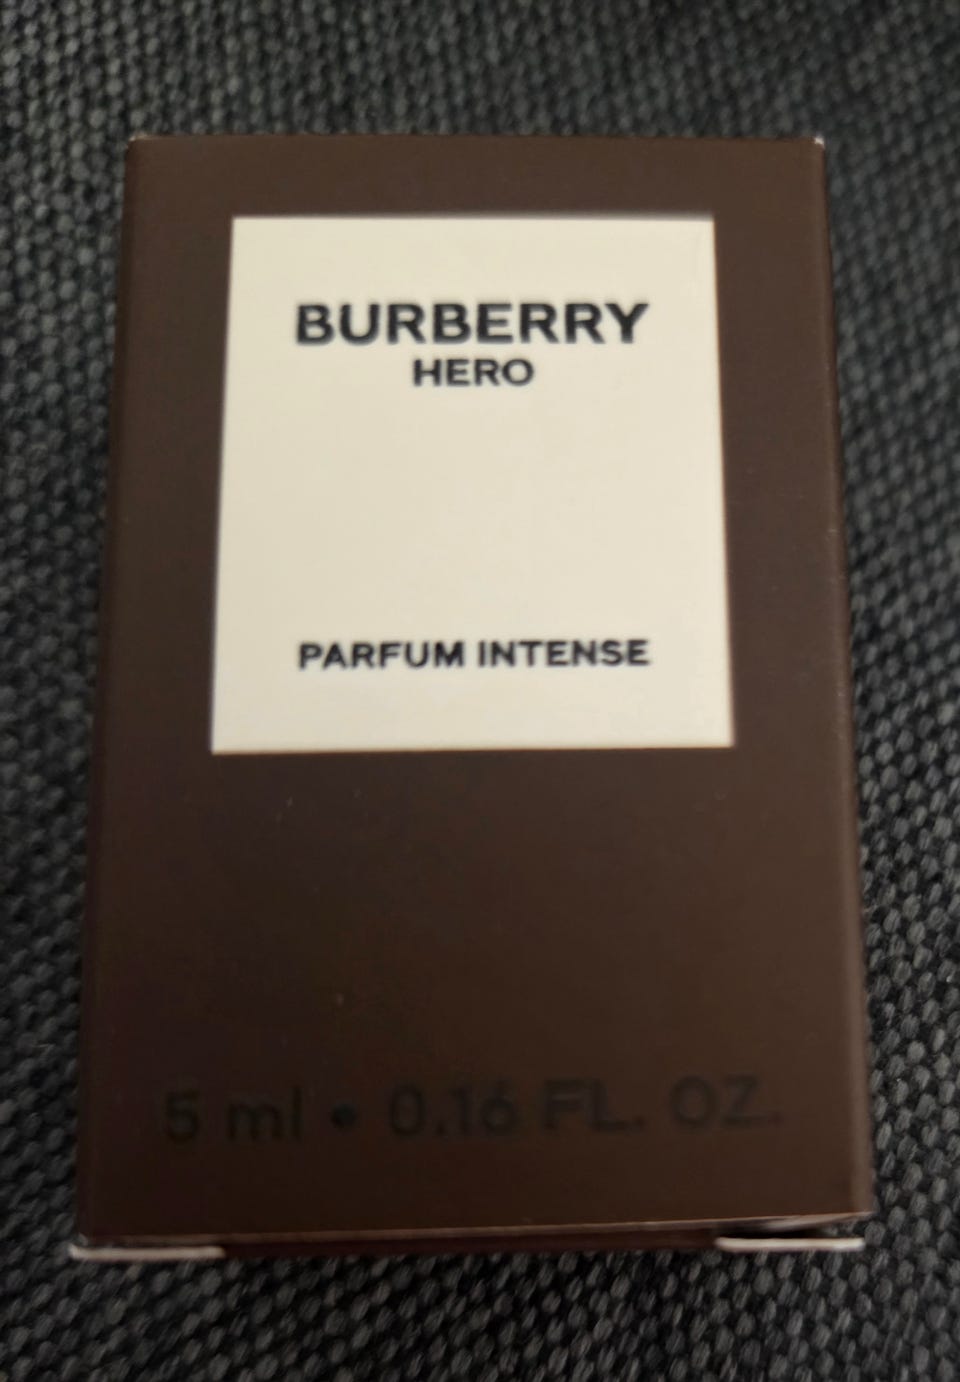 BURBERRY
HERO
PARFUM INTENSE
5 ml • 0.16 FL. OZ.